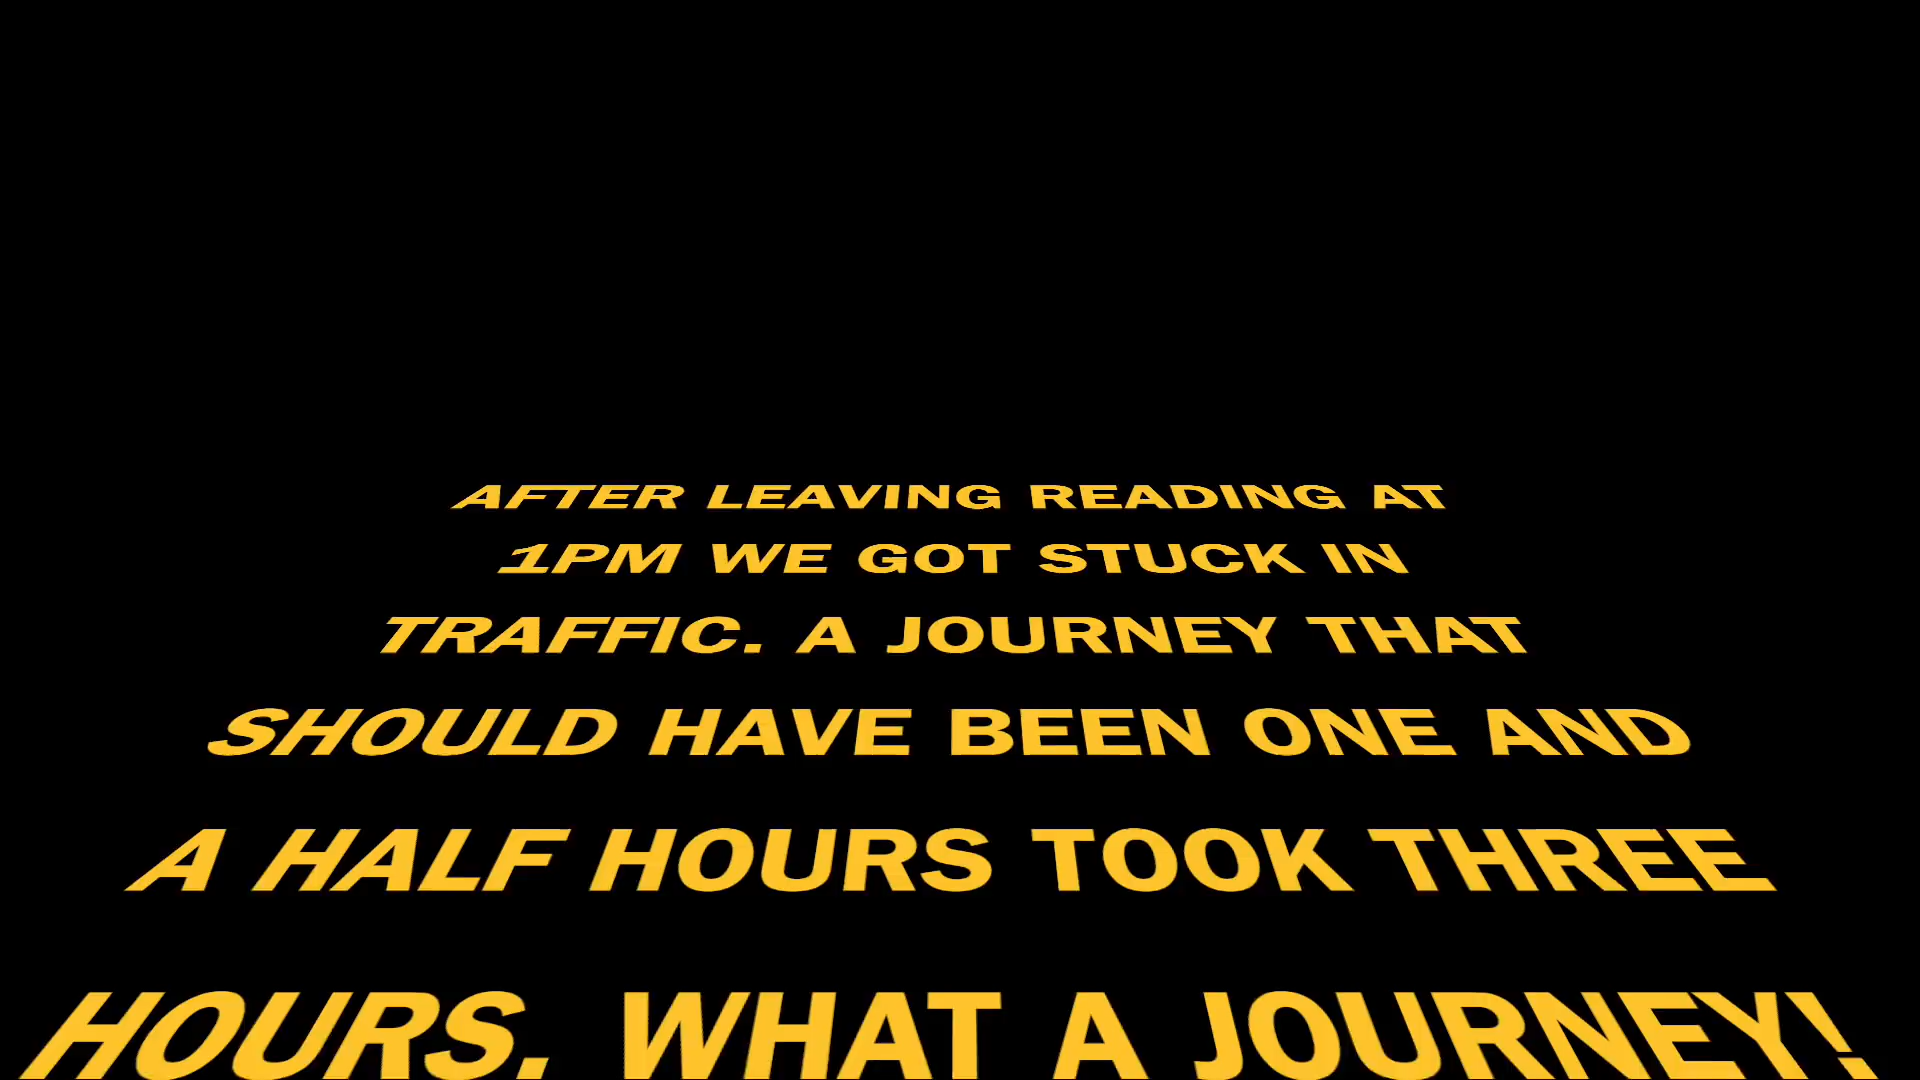 AFTER LEAVING READING AT
1PM WE GOT STUCK IN
TRAFFIC. A JOURNEY THAT
SHOULD HAVE BEEN ONE AND
A HALF HOURS TOOK THREE
HOURS. WHAT A JOURNEY!